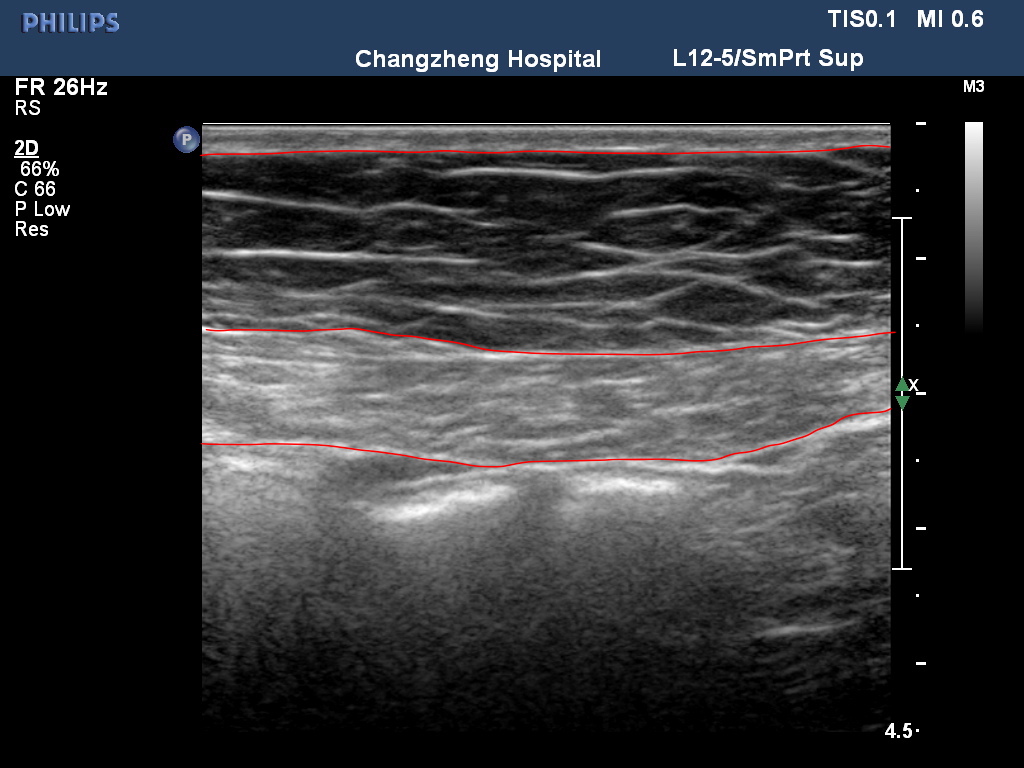 PHILIPS
TIS0.1 MI 0.6
Changzheng Hospital
L12-5/SmPrt Sup
FR 26Hz
RS
M3
P
2D
66%
C 66
P Low
Res
X
4.5